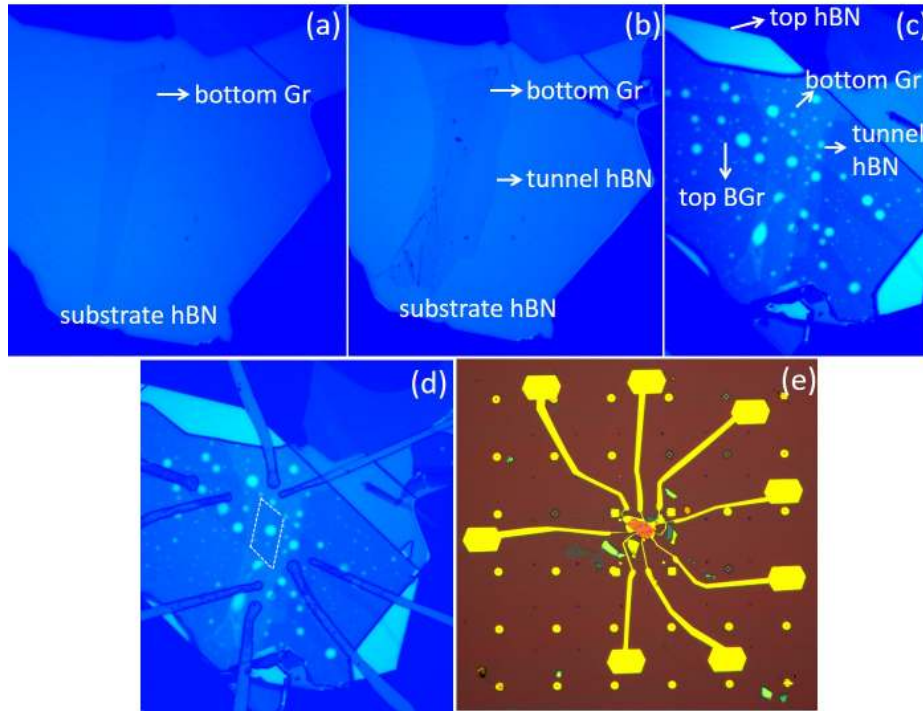 (a)
bottom Gr
substrate hBN
(b)
bottom Gr
tunnel hBN
substrate hBN
top hBN
(c)
bottom Gr
tunnel
hBN
top BGr
(d)
(e)